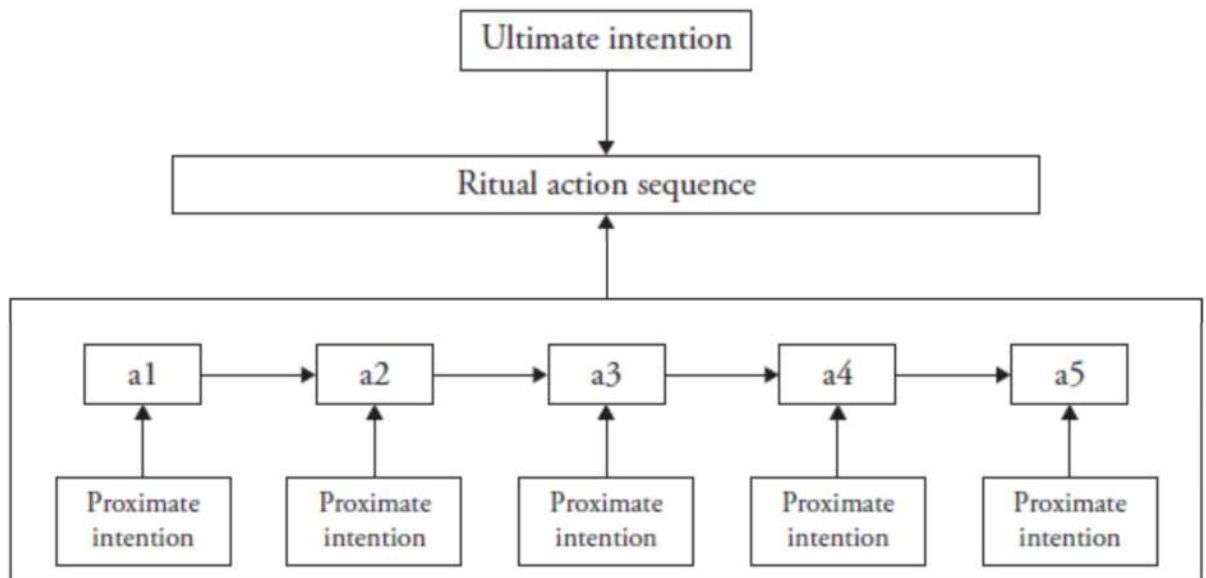 Ultimate intention
Ritual action sequence
a1
a2
a3
a4
a5
Proximate
intention
Proximate
intention
Proximate
intention
Proximate
intention
Proximate
intention